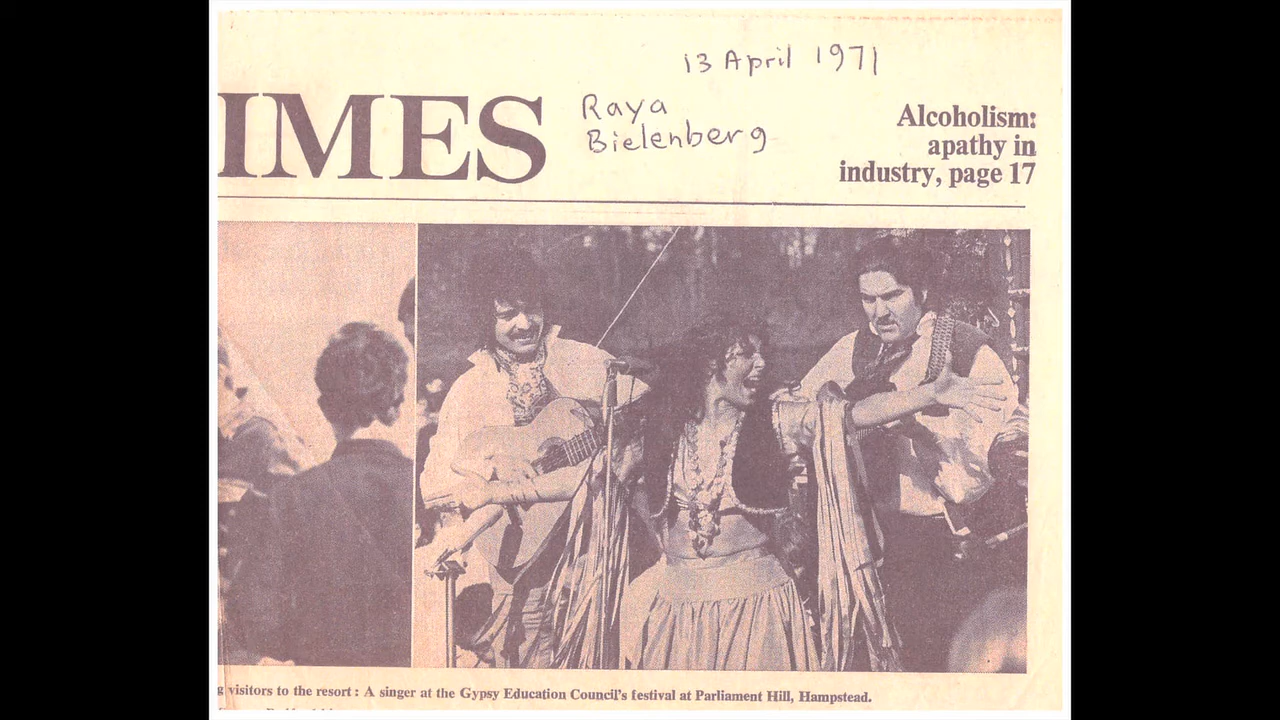 13 April 1971
IMES
Raya
Bielenberg
Alcoholism:
apathy in
industry, page 17
g visitors to the resort : A singer at the Gypsy Education Council's festival at Parliament Hill, Hampstead.